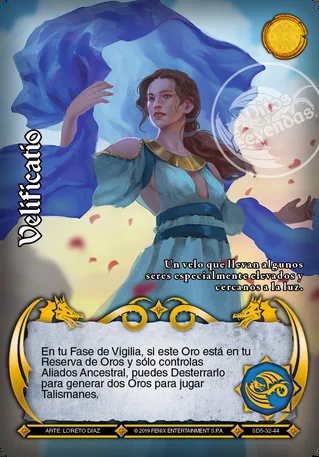 Mitos y
Leyendas
Velificatio
Un velo que llevan algunos
seres especialmente elevados y
cercanos a la luz.
En tu Fase de Vigilia, si este Oro está en tu
Reserva de Oros y sólo controlas
Aliados Ancestral, puedes Desterrarlo
para generar dos Oros para jugar
Talismanes.
ARTE: LORETO DÍAZ
© 2019 FENIX ENTERTAINMENT S.P.A.
SD5-32-44